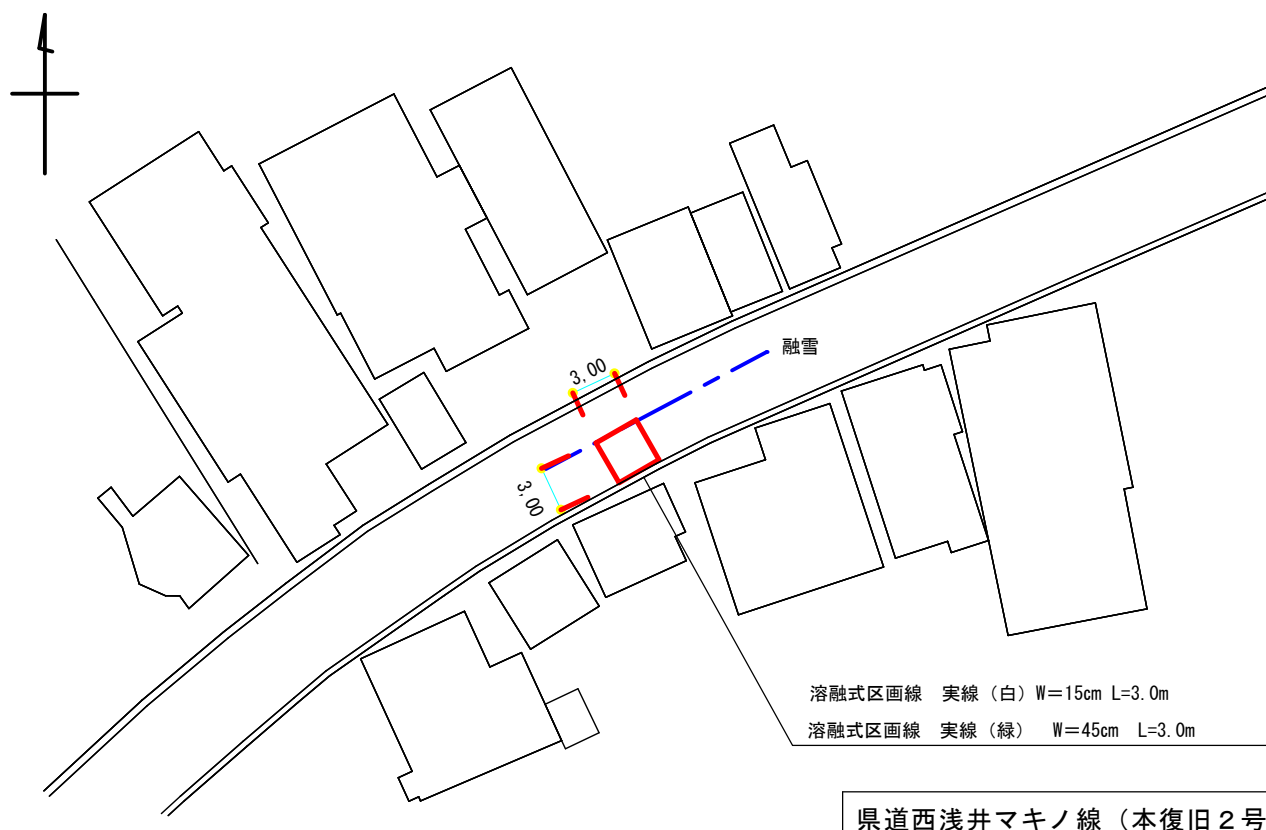 融雪
3,00
3,00
溶融式区画線　実線（白）W＝15cm L=3.0m
溶融式区画線　実線（緑）　W＝45cm　L=3.0m
県道西浅井マキノ線（本復旧２号